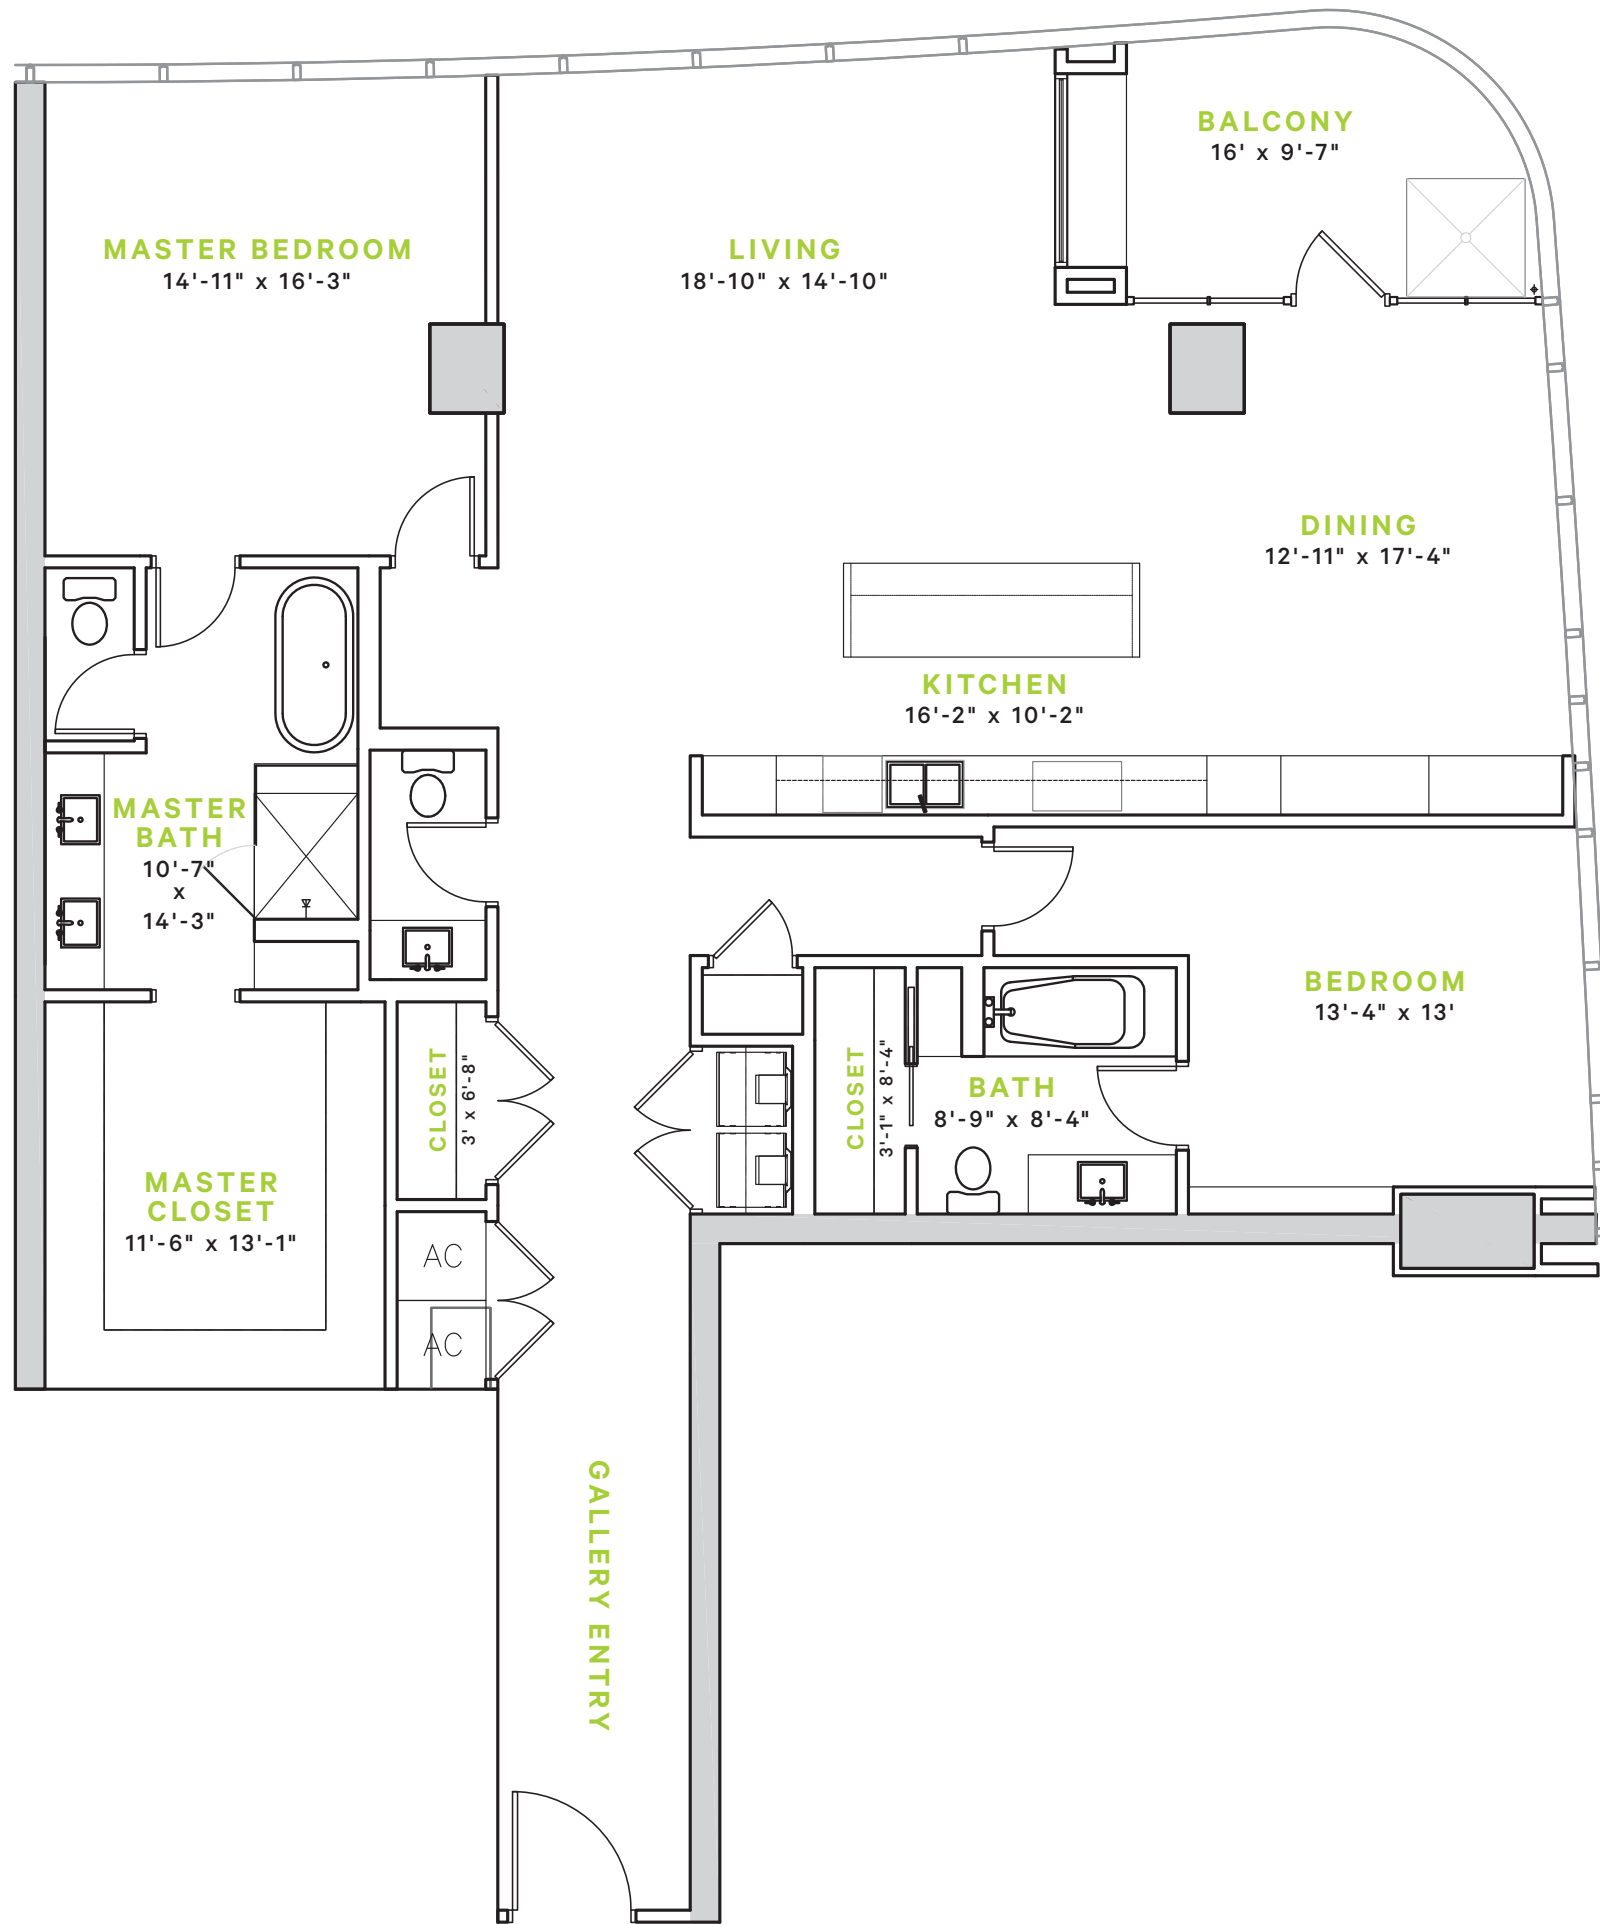 BALCONY
16' x 9'-7"
MASTER BEDROOM
14'-11" x 16'-3"
LIVING
18'-10" x 14'-10"
DINING
12'-11" x 17'-4"
KITCHEN
16'-2" x 10'-2"
MASTER
BATH
10'-7"
x
14'-3"
BEDROOM
13'-4" x 13'
CLOSET
3' x 6'-8"
CLOSET
3'-1" x 8'-4"
BATH
8'-9" x 8'-4"
MASTER
CLOSET
11'-6" x 13'-1"
AC
AC
GALLERY ENTRY